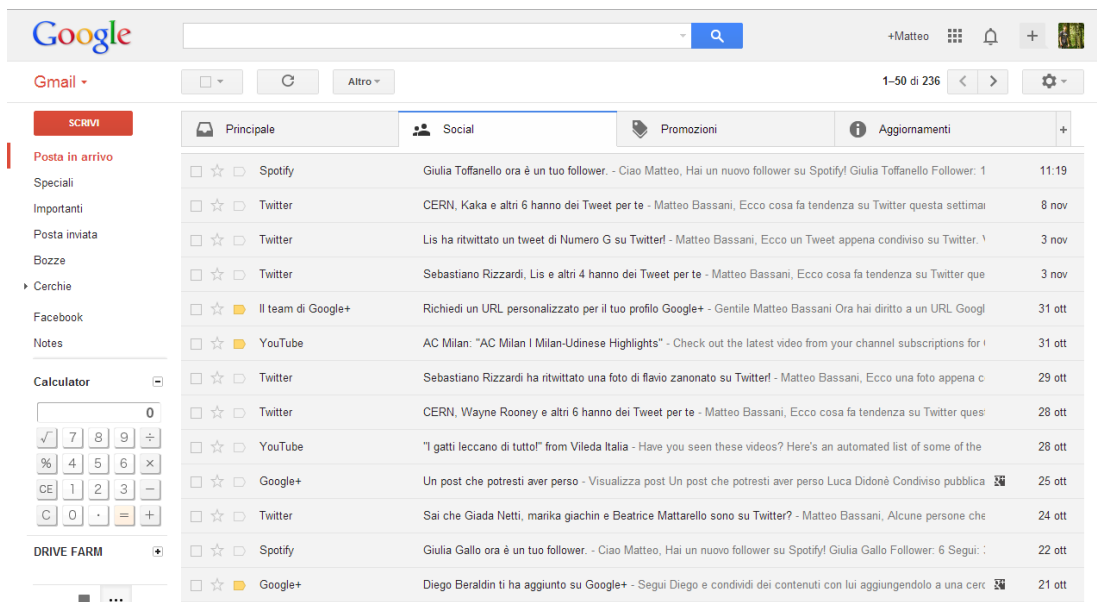 Google
+Matteo
Gmail
Altro
1–50 di 236
SCRIVI
Principale
Social
Promozioni
Aggiornamenti
+
Posta in arrivo
Speciali
Importanti
Posta inviata
Bozze
Cerchie
Facebook
Notes
Calculator
0
√ 7 8 9 ÷
% 4 5 6 ×
CE 1 2 3 −
C 0 · = +
DRIVE FARM
Spotify Giulia Toffanello ora è un tuo follower. - Ciao Matteo, Hai un nuovo follower su Spotify! Giulia Toffanello Follower: 1 11:19
Twitter CERN, Kaka e altri 6 hanno dei Tweet per te - Matteo Bassani, Ecco cosa fa tendenza su Twitter questa settimai 8 nov
Twitter Lis ha ritwittato un tweet di Numero G su Twitter! - Matteo Bassani, Ecco un Tweet appena condiviso su Twitter. 3 nov
Twitter Sebastiano Rizzardi, Lis e altri 4 hanno dei Tweet per te - Matteo Bassani, Ecco cosa fa tendenza su Twitter que 3 nov
Il team di Google+ Richiedi un URL personalizzato per il tuo profilo Google+ - Gentile Matteo Bassani Ora hai diritto a un URL Googl 31 ott
YouTube AC Milan: "AC Milan I Milan-Udinese Highlights" - Check out the latest video from your channel subscriptions for 31 ott
Twitter Sebastiano Rizzardi ha ritwittato una foto di flavio zanonato su Twitter! - Matteo Bassani, Ecco una foto appena c 29 ott
Twitter CERN, Wayne Rooney e altri 6 hanno dei Tweet per te - Matteo Bassani, Ecco cosa fa tendenza su Twitter ques 28 ott
YouTube "I gatti leccano di tutto!" from Vileda Italia - Have you seen these videos? Here's an automated list of some of the 28 ott
Google+ Un post che potresti aver perso - Visualizza post Un post che potresti aver perso Luca Didonè Condiviso pubblica 25 ott
Twitter Sai che Giada Netti, marika giachin e Beatrice Mattarello sono su Twitter? - Matteo Bassani, Alcune persone che 24 ott
Spotify Giulia Gallo ora è un tuo follower. - Ciao Matteo, Hai un nuovo follower su Spotify! Giulia Gallo Follower: 6 Segui: 22 ott
Google+ Diego Beraldin ti ha aggiunto su Google+ - Segui Diego e condividi dei contenuti con lui aggiungendolo a una cerc 21 ott